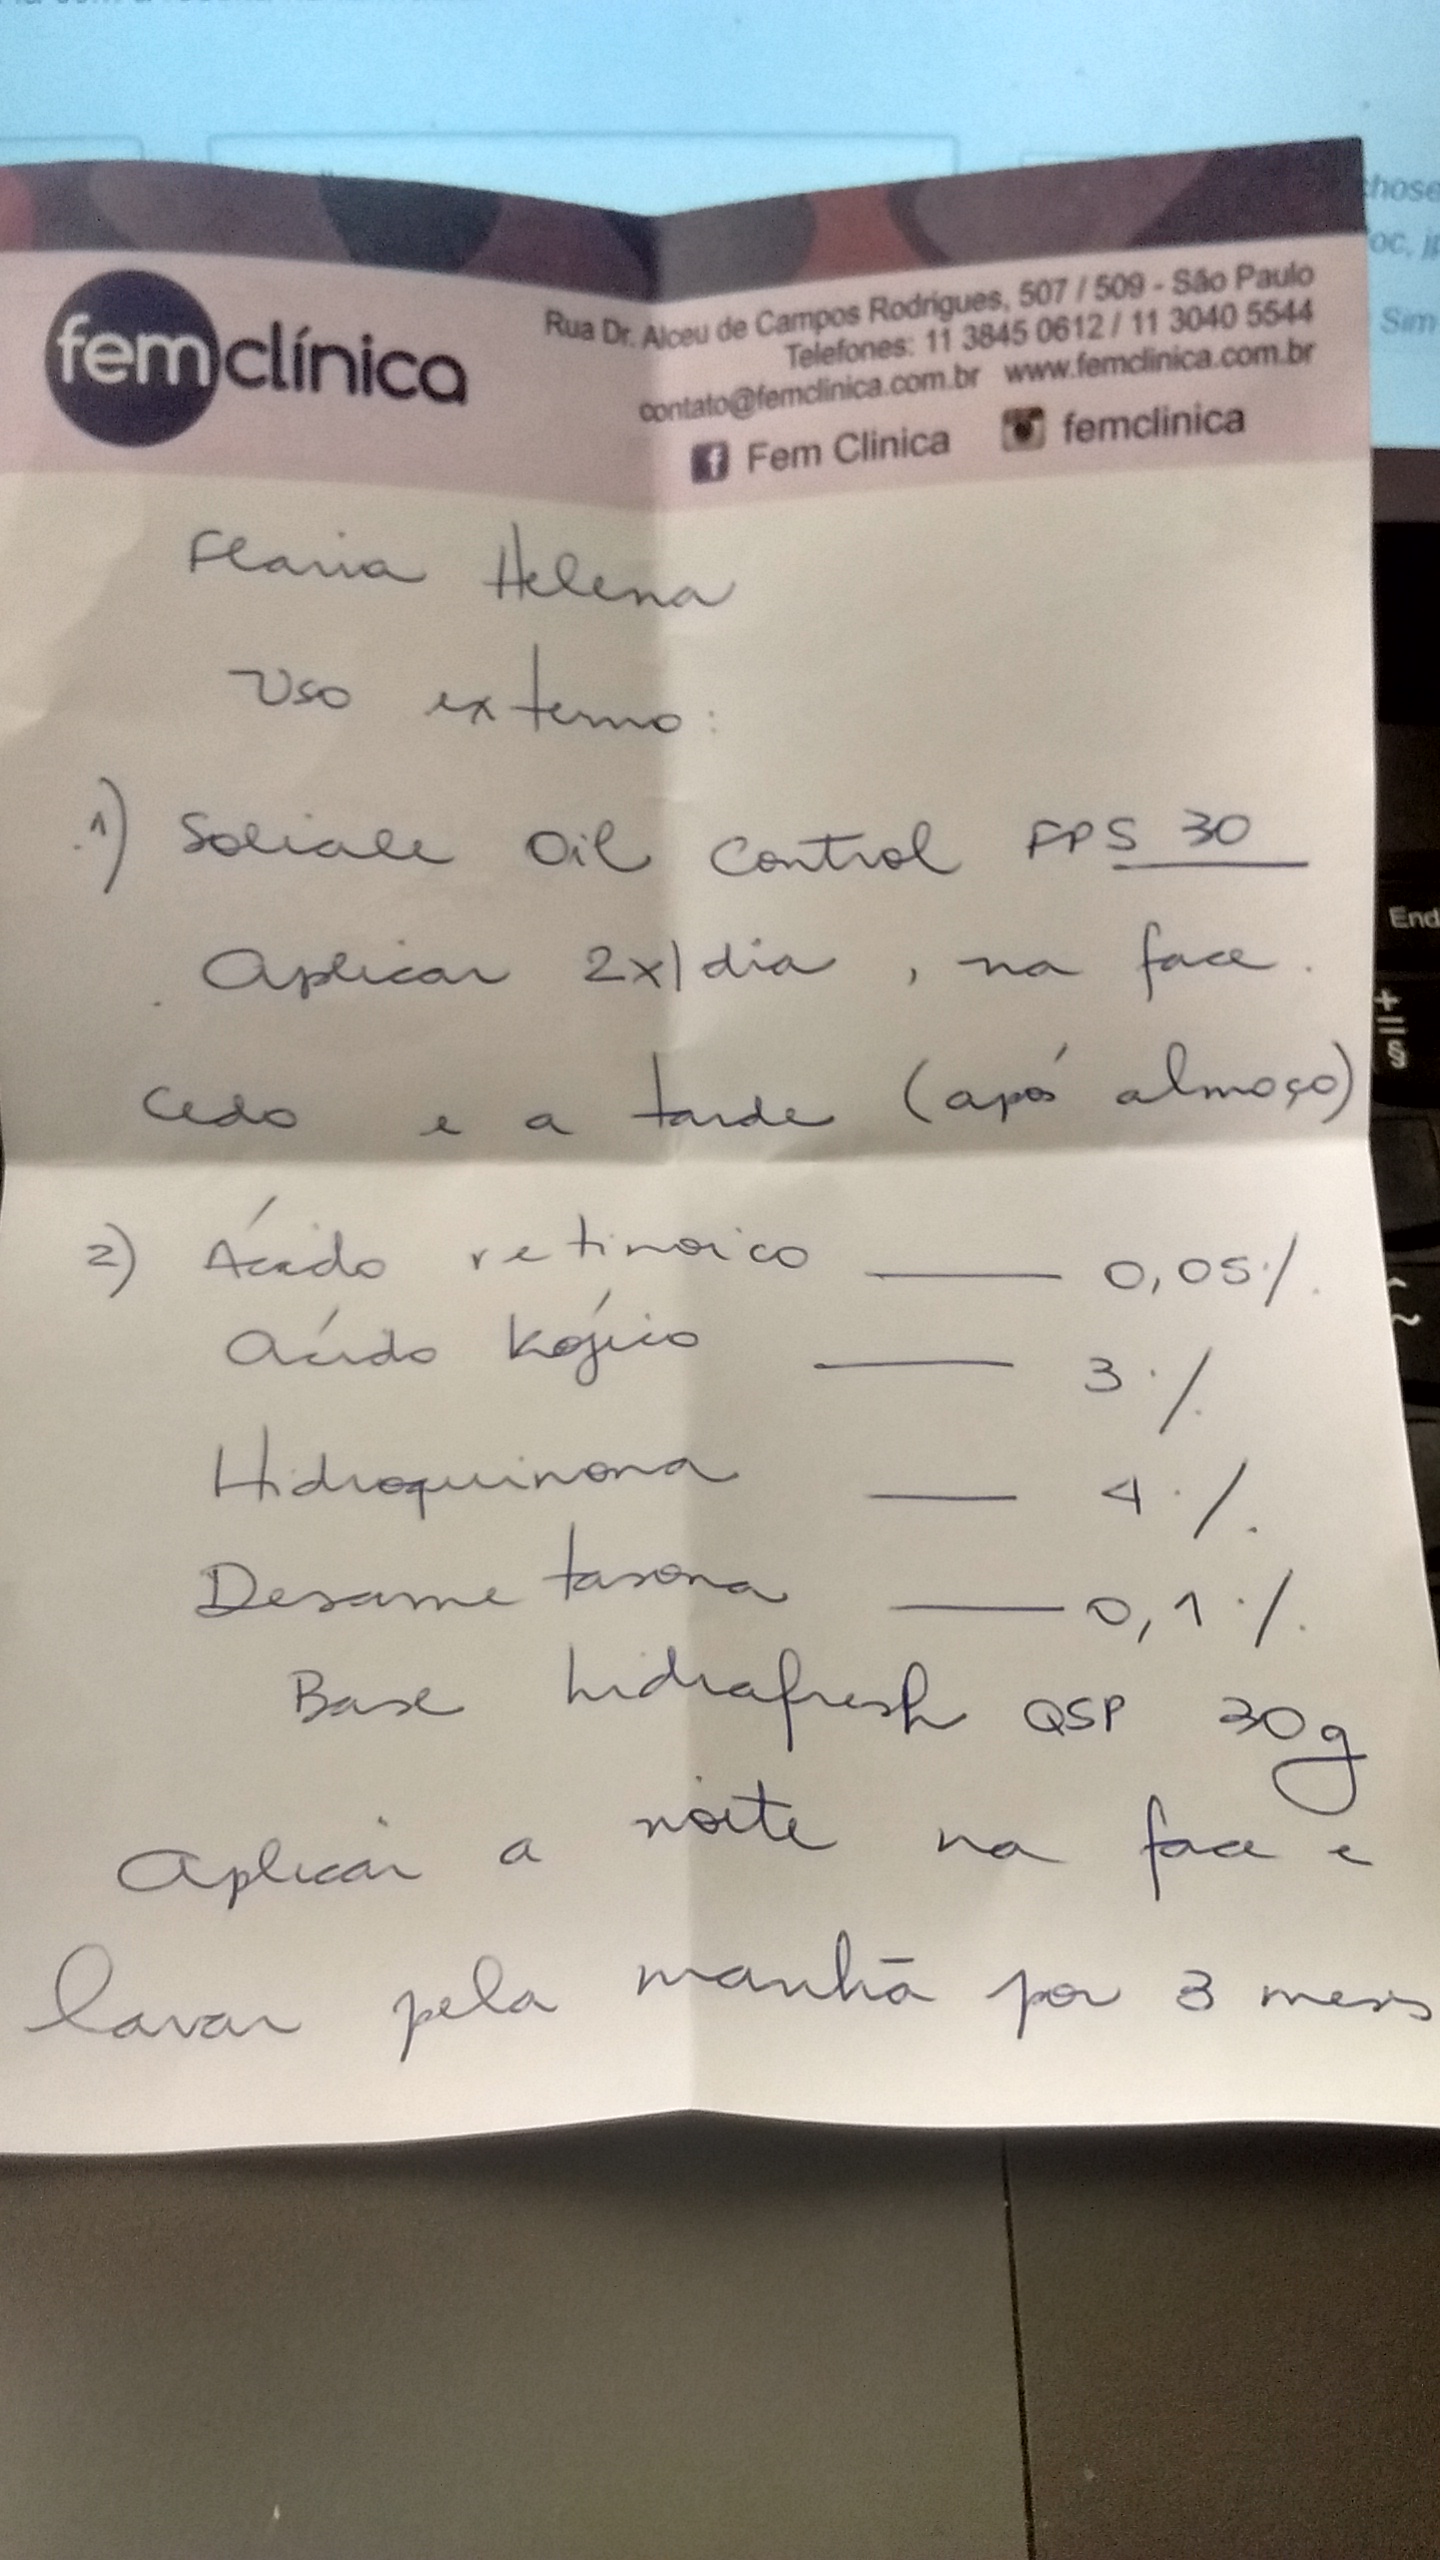 chose
oc, jp
Sim
femclínica
Rua Dr. Alceu de Campos Rodrigues, 507 / 509 - São Paulo
Telefones: 11 3845 0612 / 11 3040 5544
contato@femclinica.com.br www.femclinica.com.br
Fem Clinica femclinica
Flavia Helena
Uso externo:
1) Soliale Oil Control FPS 30
Aplicar 2x/dia, na face.
cedo e a tarde (após almoço)
2) Ácido retinoico — 0,05%
Ácido Kójico — 3%
Hidroquinona — 4%
Desametasona — 0,1%
Base hidrafresh QSP 30g
Aplicar a noite na face e
lavar pela manhã por 3 meses
End
+
=
§
^
~